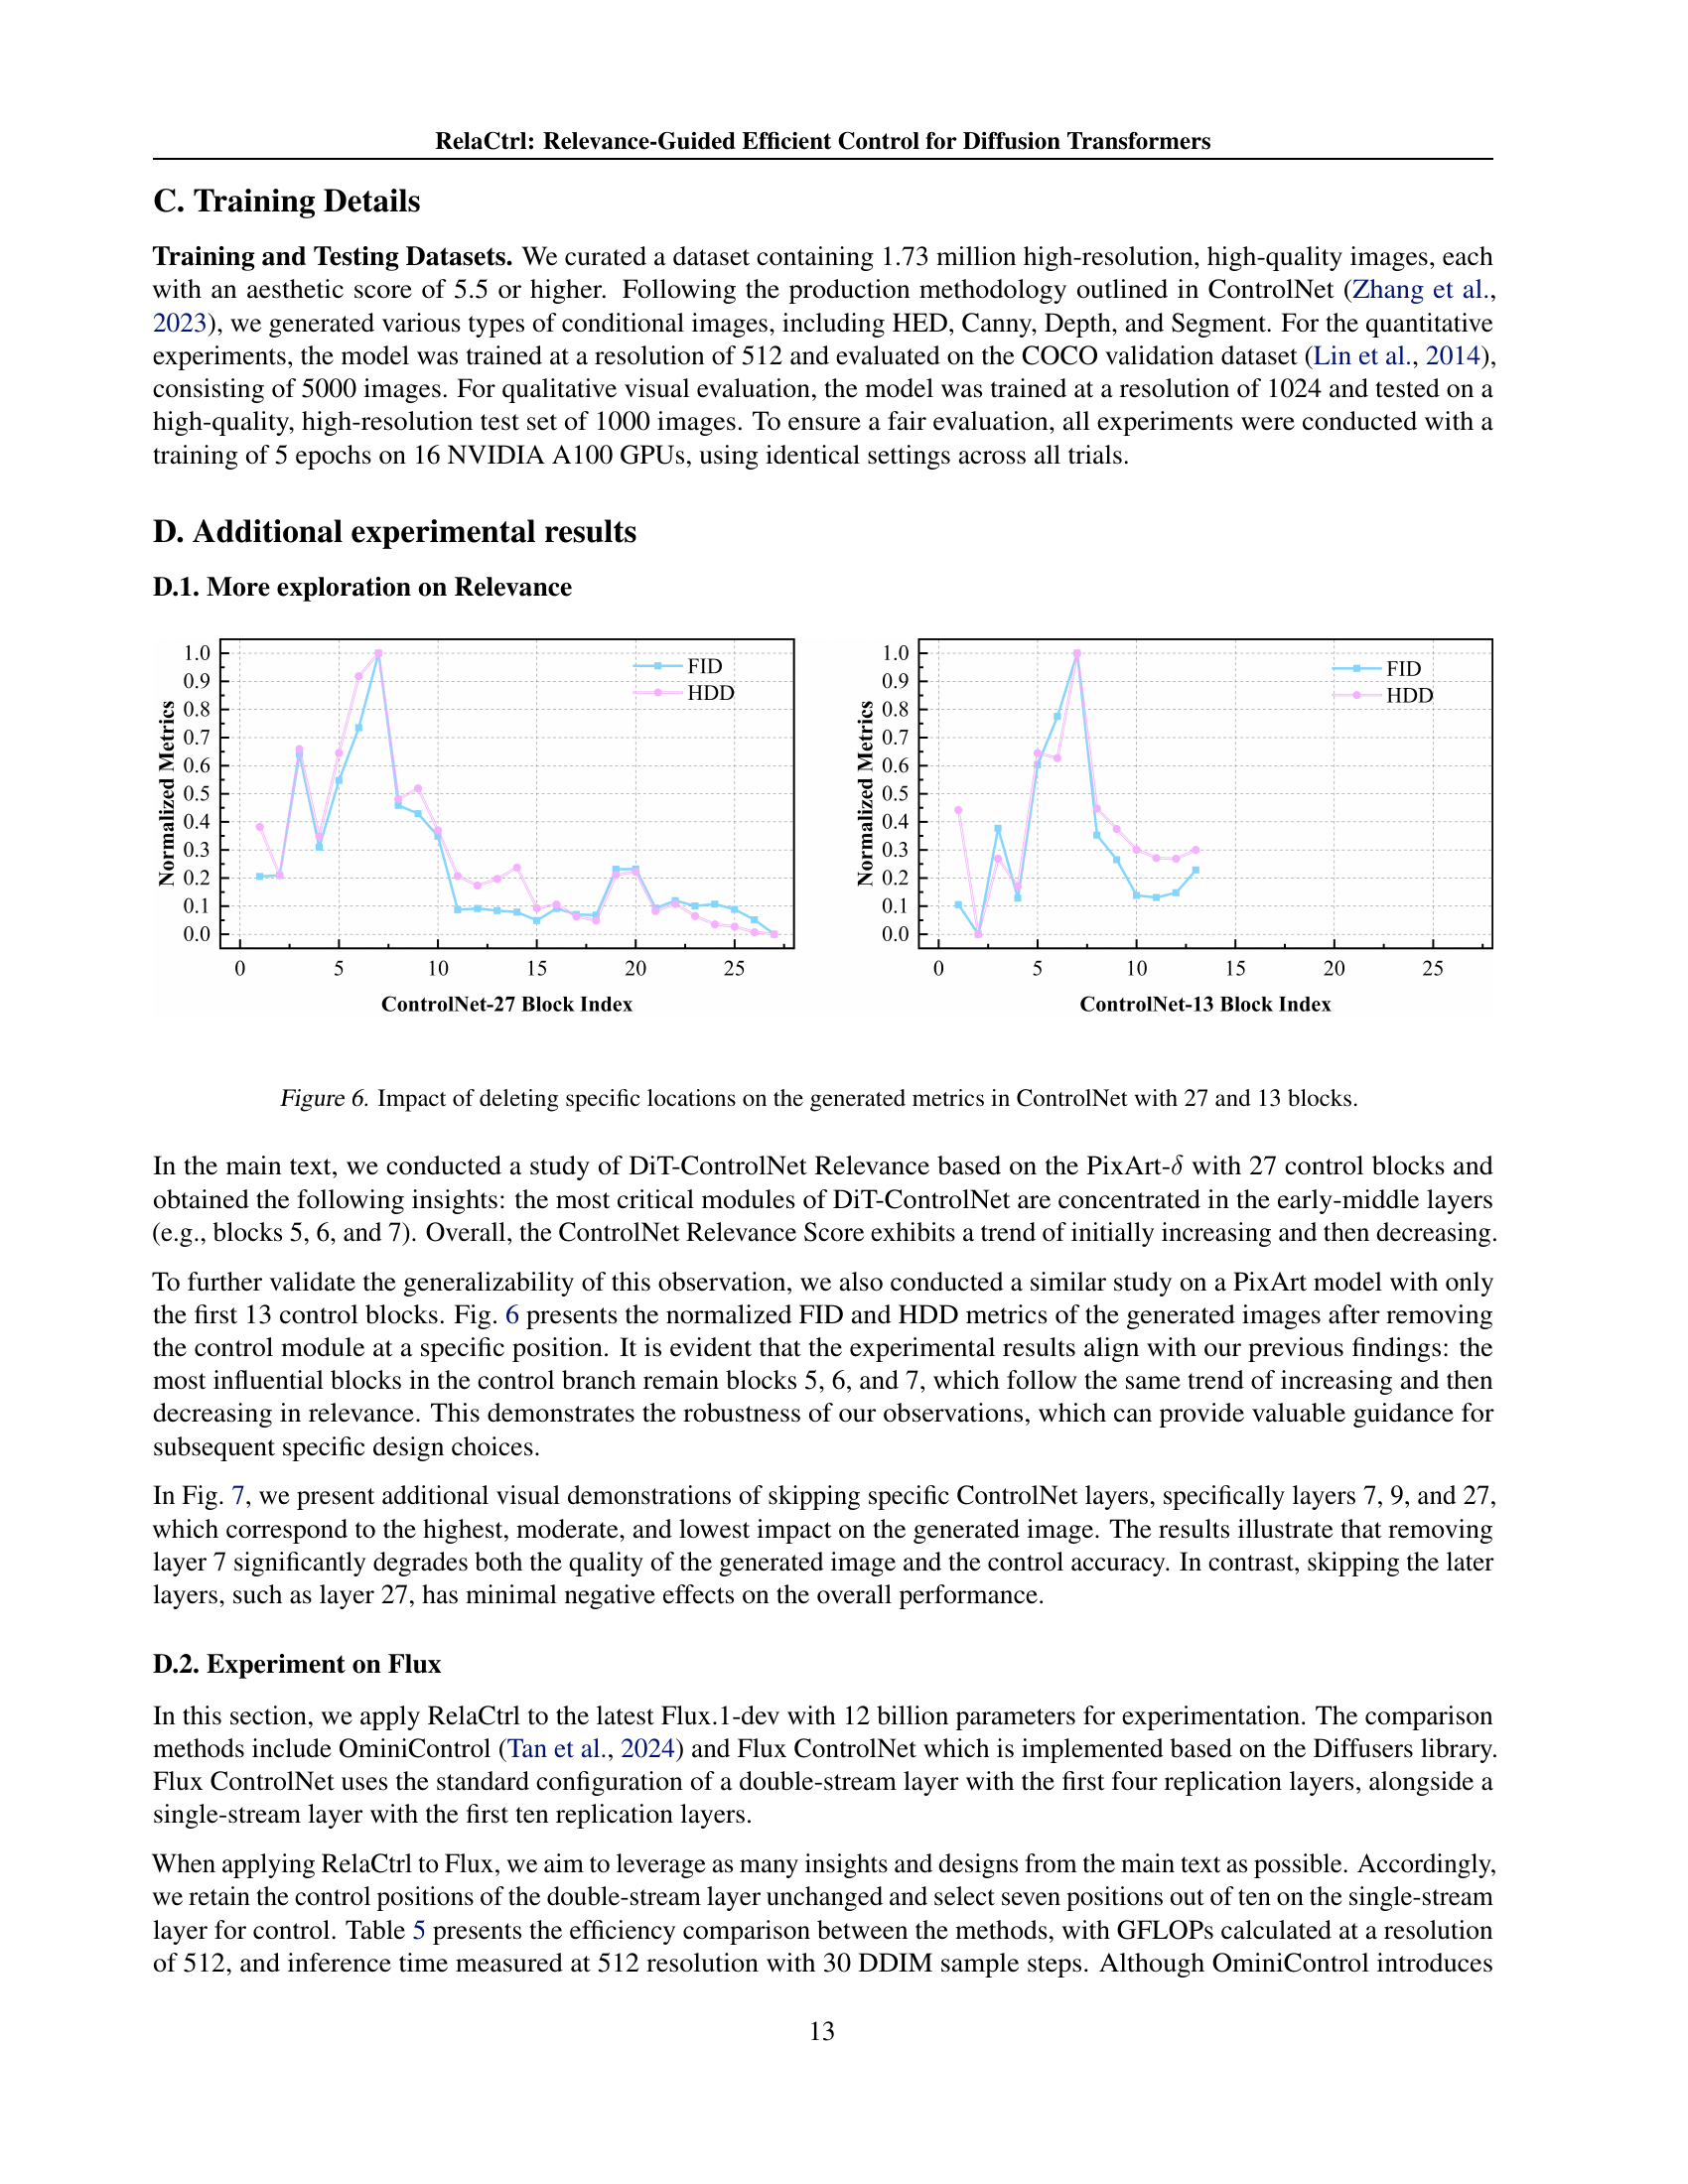 RelaCtrl: Relevance-Guided Efficient Control for Diffusion Transformers
C. Training Details
Training and Testing Datasets. We curated a dataset containing 1.73 million high-resolution, high-quality images, each
with an aesthetic score of 5.5 or higher. Following the production methodology outlined in ControlNet (Zhang et al.,
2023), we generated various types of conditional images, including HED, Canny, Depth, and Segment. For the quantitative
experiments, the model was trained at a resolution of 512 and evaluated on the COCO validation dataset (Lin et al., 2014),
consisting of 5000 images. For qualitative visual evaluation, the model was trained at a resolution of 1024 and tested on a
high-quality, high-resolution test set of 1000 images. To ensure a fair evaluation, all experiments were conducted with a
training of 5 epochs on 16 NVIDIA A100 GPUs, using identical settings across all trials.
D. Additional experimental results
D.1. More exploration on Relevance
Normalized Metrics
1.0
0.9
0.8
0.7
0.6
0.5
0.4
0.3
0.2
0.1
0.0
FID
HDD
0 5 10 15 20 25
ControlNet-27 Block Index
Normalized Metrics
1.0
0.9
0.8
0.7
0.6
0.5
0.4
0.3
0.2
0.1
0.0
FID
HDD
0 5 10 15 20 25
ControlNet-13 Block Index
Figure 6. Impact of deleting specific locations on the generated metrics in ControlNet with 27 and 13 blocks.
In the main text, we conducted a study of DiT-ControlNet Relevance based on the PixArt-δ with 27 control blocks and
obtained the following insights: the most critical modules of DiT-ControlNet are concentrated in the early-middle layers
(e.g., blocks 5, 6, and 7). Overall, the ControlNet Relevance Score exhibits a trend of initially increasing and then decreasing.
To further validate the generalizability of this observation, we also conducted a similar study on a PixArt model with only
the first 13 control blocks. Fig. 6 presents the normalized FID and HDD metrics of the generated images after removing
the control module at a specific position. It is evident that the experimental results align with our previous findings: the
most influential blocks in the control branch remain blocks 5, 6, and 7, which follow the same trend of increasing and then
decreasing in relevance. This demonstrates the robustness of our observations, which can provide valuable guidance for
subsequent specific design choices.
In Fig. 7, we present additional visual demonstrations of skipping specific ControlNet layers, specifically layers 7, 9, and 27,
which correspond to the highest, moderate, and lowest impact on the generated image. The results illustrate that removing
layer 7 significantly degrades both the quality of the generated image and the control accuracy. In contrast, skipping the later
layers, such as layer 27, has minimal negative effects on the overall performance.
D.2. Experiment on Flux
In this section, we apply RelaCtrl to the latest Flux.1-dev with 12 billion parameters for experimentation. The comparison
methods include OminiControl (Tan et al., 2024) and Flux ControlNet which is implemented based on the Diffusers library.
Flux ControlNet uses the standard configuration of a double-stream layer with the first four replication layers, alongside a
single-stream layer with the first ten replication layers.
When applying RelaCtrl to Flux, we aim to leverage as many insights and designs from the main text as possible. Accordingly,
we retain the control positions of the double-stream layer unchanged and select seven positions out of ten on the single-stream
layer for control. Table 5 presents the efficiency comparison between the methods, with GFLOPs calculated at a resolution
of 512, and inference time measured at 512 resolution with 30 DDIM sample steps. Although OminiControl introduces
13